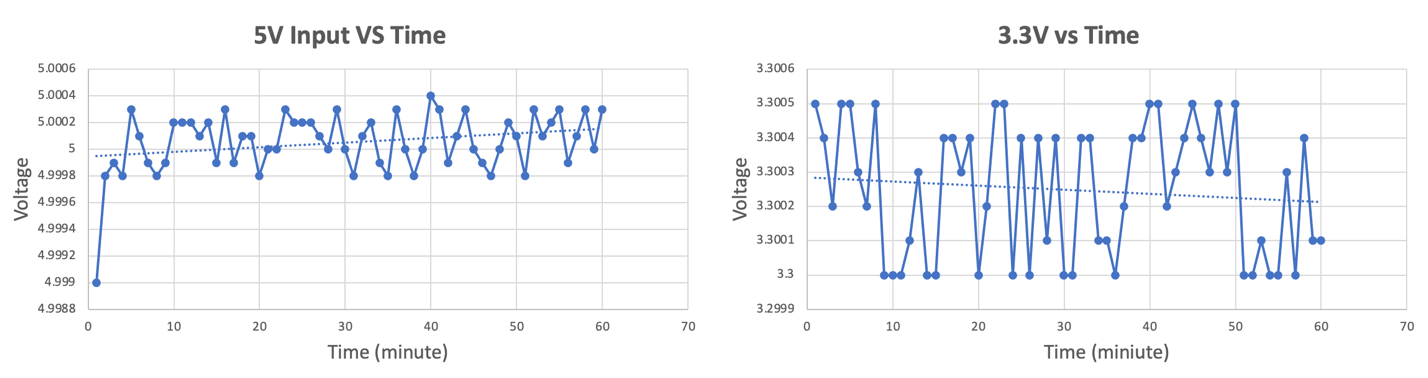 5V Input VS Time
5.0006
5.0004
5.0002
5
4.9998
4.9996
4.9994
4.9992
4.999
4.9988
Voltage
0 10 20 30 40 50 60 70
Time (minute)
3.3V vs Time
3.3006
3.3005
3.3004
3.3003
3.3002
3.3001
3.3
3.2999
Voltage
0 10 20 30 40 50 60 70
Time (miniute)